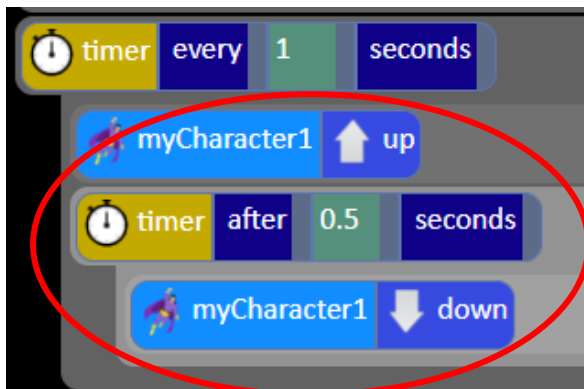 timer every 1 seconds
myCharacter1 up
timer after 0.5 seconds
myCharacter1 down